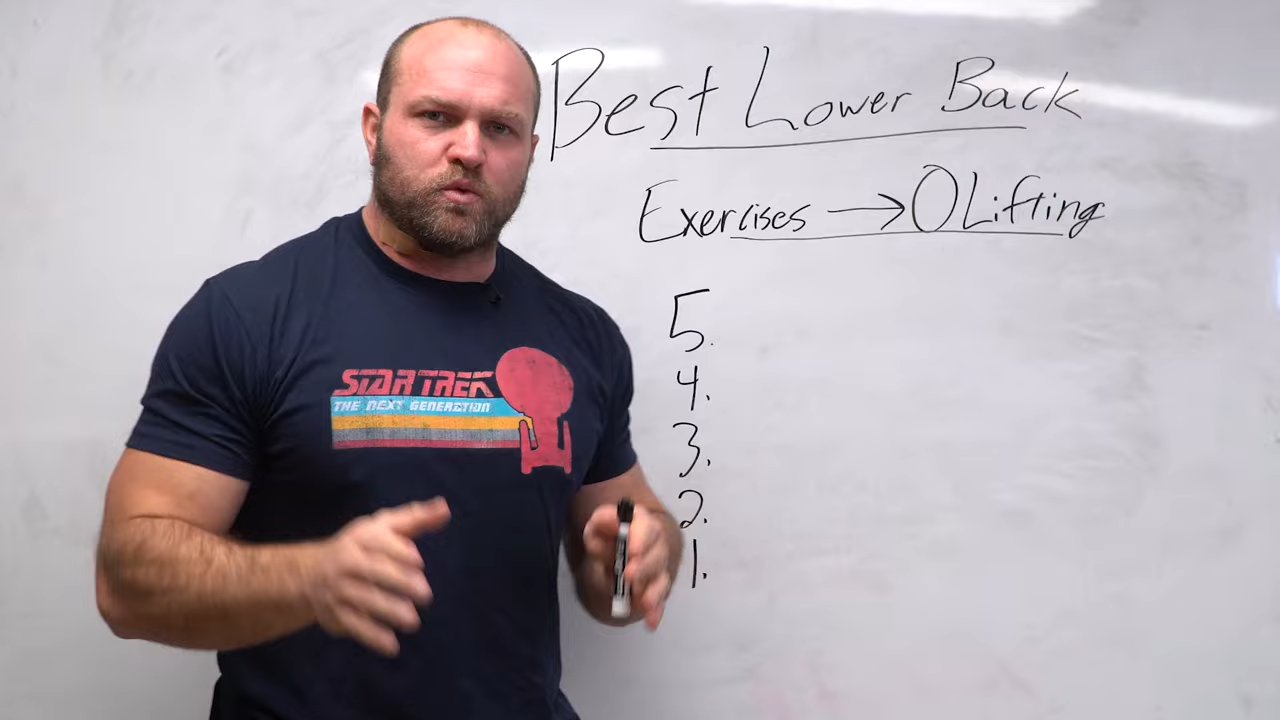 Best Lower Back
Exercises → OLifting
5.
4.
3.
2.
1.
STAR TREK
THE NEXT GENERATION